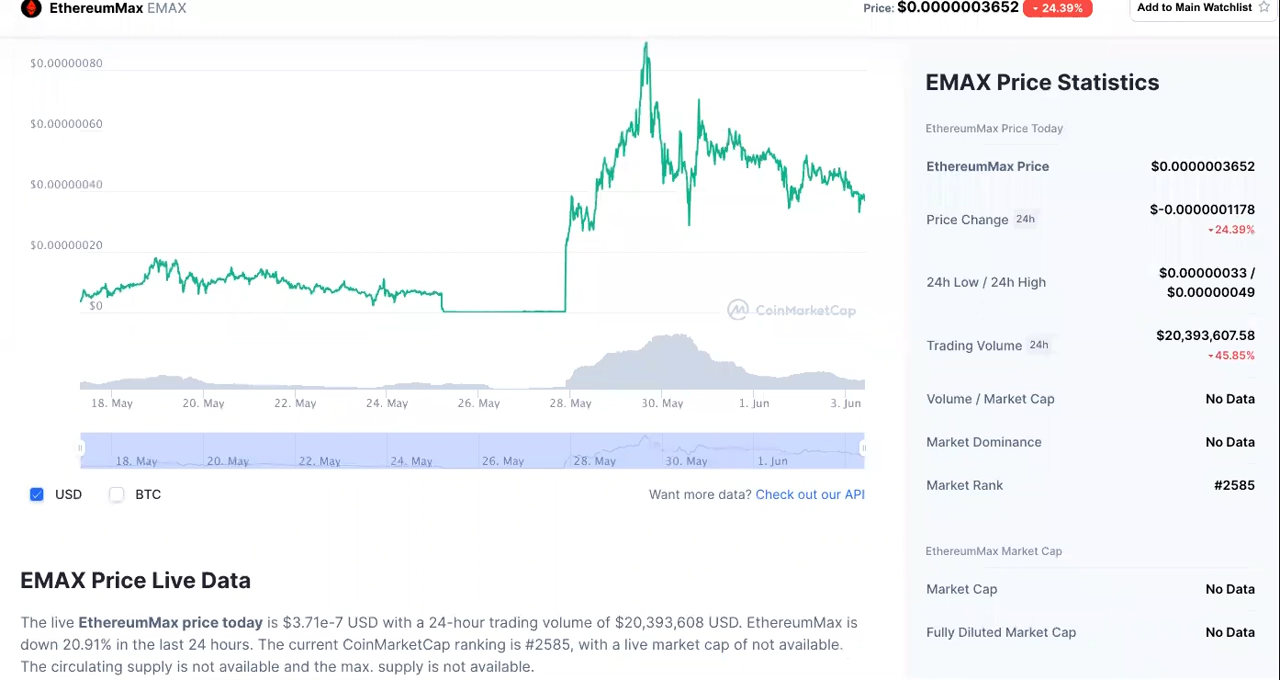 EthereumMax EMAX
Price: $0.0000003652 24.39%
Add to Main Watchlist
$0.00000080
$0.00000060
$0.00000040
$0.00000020
$0
CoinMarketCap
18. May 20. May 22. May 24. May 26. May 28. May 30. May 1. Jun 3. Jun
18. May 20. May 22. May 24. May 26. May 28. May 30. May 1. Jun
USD BTC
Want more data? Check out our API
EMAX Price Live Data
The live EthereumMax price today is $3.71e-7 USD with a 24-hour trading volume of $20,393,608 USD. EthereumMax is
down 20.91% in the last 24 hours. The current CoinMarketCap ranking is #2585, with a live market cap of not available.
The circulating supply is not available and the max. supply is not available.
EMAX Price Statistics
EthereumMax Price Today
EthereumMax Price $0.0000003652
Price Change 24h $-0.0000001178
24.39%
24h Low / 24h High $0.00000033 /
$0.00000049
Trading Volume 24h $20,393,607.58
45.85%
Volume / Market Cap No Data
Market Dominance No Data
Market Rank #2585
EthereumMax Market Cap
Market Cap No Data
Fully Diluted Market Cap No Data